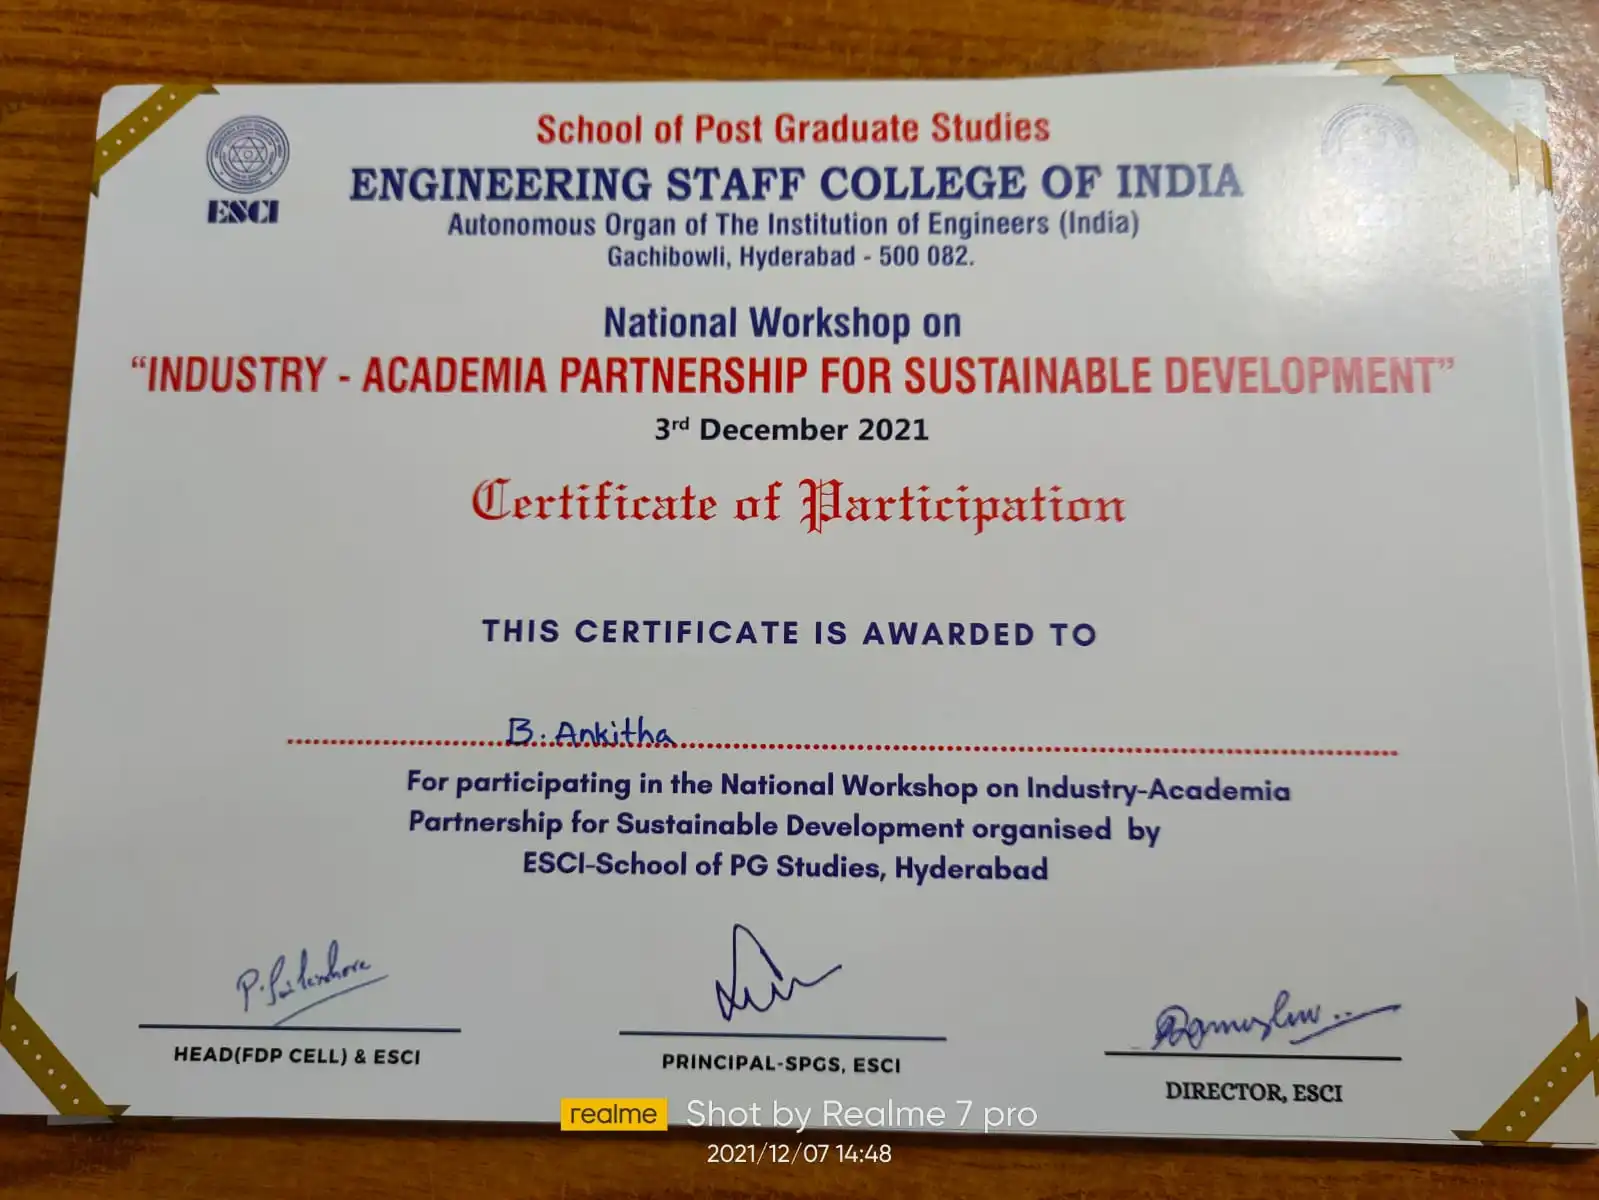 School of Post Graduate Studies
ESCI
ENGINEERING STAFF COLLEGE OF INDIA
Autonomous Organ of The Institution of Engineers (India)
Gachibowli, Hyderabad - 500 082.
National Workshop on
“INDUSTRY - ACADEMIA PARTNERSHIP FOR SUSTAINABLE DEVELOPMENT”
3rd December 2021
Certificate of Participation
THIS CERTIFICATE IS AWARDED TO
B. Ankitha
For participating in the National Workshop on Industry-Academia
Partnership for Sustainable Development organised by
ESCI-School of PG Studies, Hyderabad
HEAD(FDP CELL) & ESCI
PRINCIPAL-SPGS, ESCI
DIRECTOR, ESCI
realme Shot by Realme 7 pro
2021/12/07 14:48